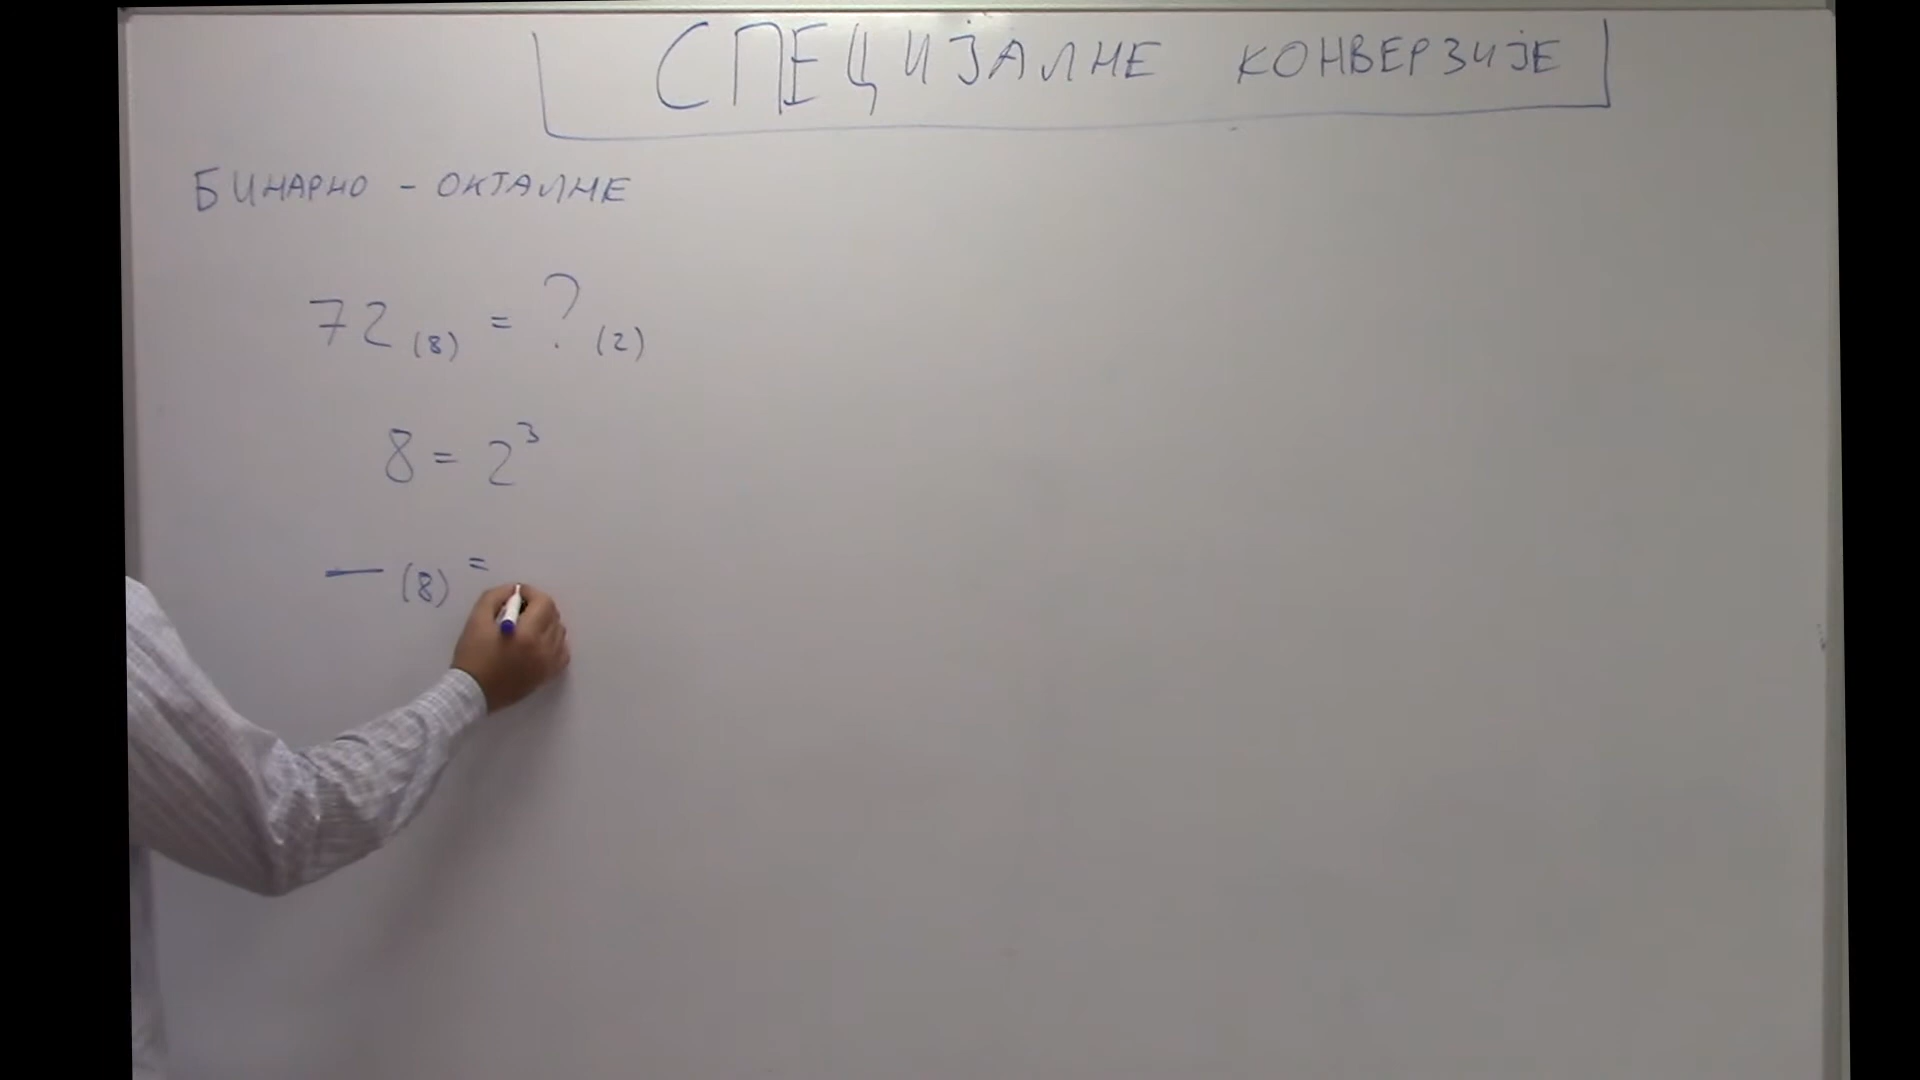 СПЕЦИЈАЛНЕ КОНВЕРЗИЈЕ
БИНАРНО - ОКТАЛНЕ
72 (8) = ? (2)
8 = 2³
— (8) =